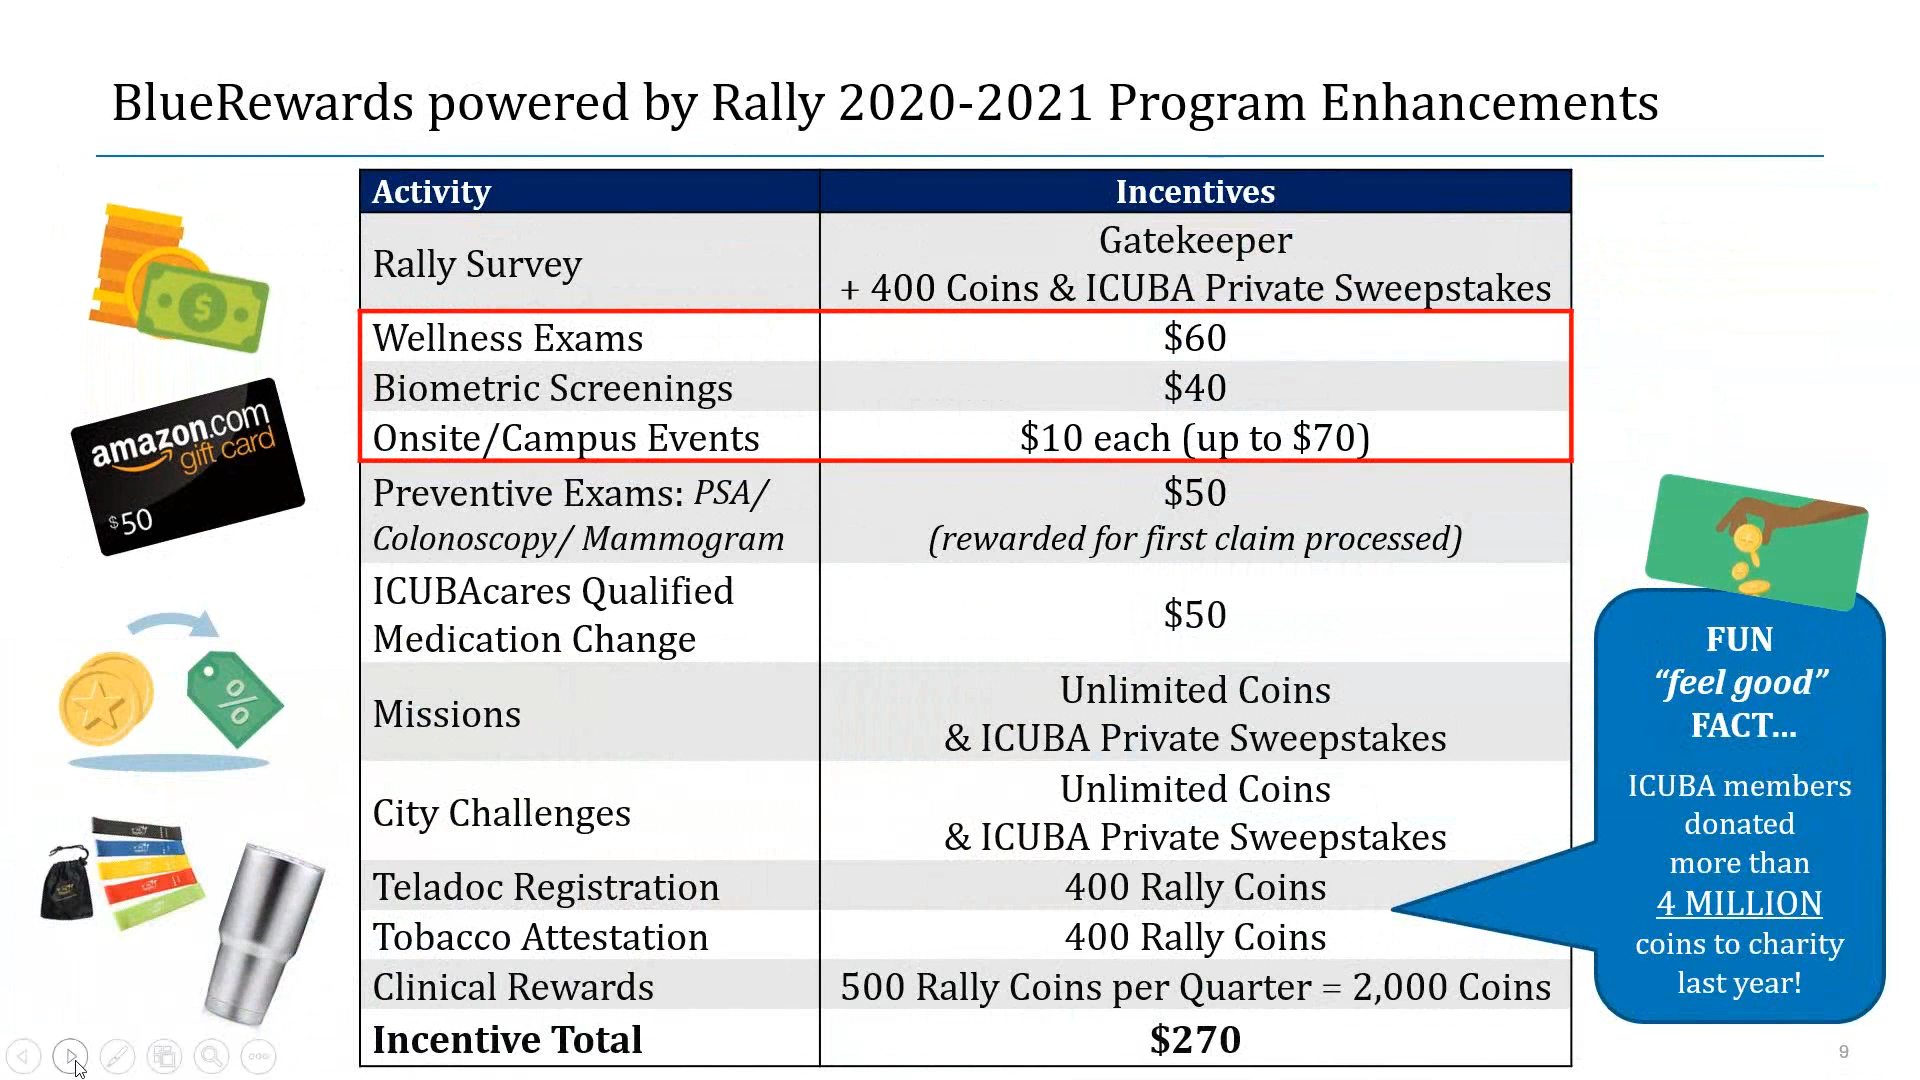 BlueRewards powered by Rally 2020-2021 Program Enhancements
Activity
Incentives
Rally Survey
Gatekeeper
+ 400 Coins & ICUBA Private Sweepstakes
Wellness Exams
$60
Biometric Screenings
$40
Onsite/Campus Events
$10 each (up to $70)
Preventive Exams: PSA/
Colonoscopy/ Mammogram
$50
(rewarded for first claim processed)
ICUBAcares Qualified
Medication Change
$50
Missions
Unlimited Coins
& ICUBA Private Sweepstakes
City Challenges
Unlimited Coins
& ICUBA Private Sweepstakes
Teladoc Registration
400 Rally Coins
Tobacco Attestation
400 Rally Coins
Clinical Rewards
500 Rally Coins per Quarter = 2,000 Coins
Incentive Total
$270
$
amazon.com
gift card
$50
%
FUN
“feel good”
FACT...
ICUBA members
donated
more than
4 MILLION
coins to charity
last year!
9